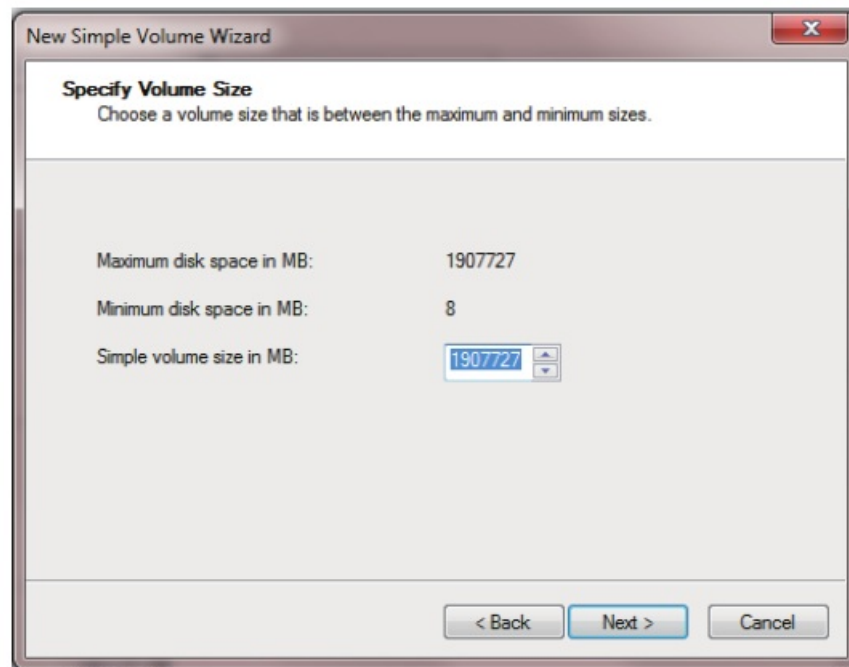 New Simple Volume Wizard
Specify Volume Size
Choose a volume size that is between the maximum and minimum sizes.
Maximum disk space in MB: 1907727
Minimum disk space in MB: 8
Simple volume size in MB: 1907727
< Back Next > Cancel